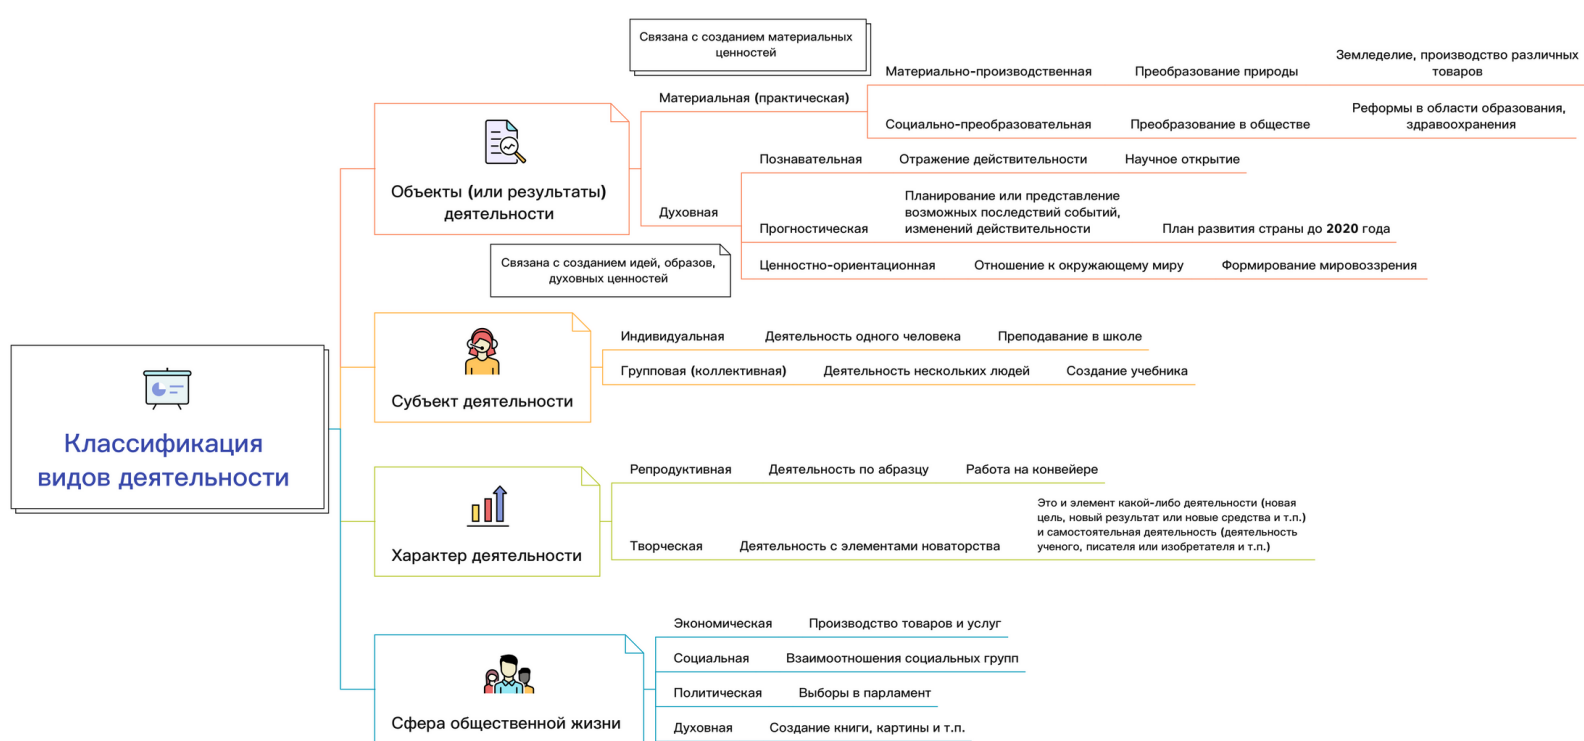 Классификация
видов деятельности
Объекты (или результаты)
деятельности
Связана с созданием материальных
ценностей
Материальная (практическая)
Материально-производственная
Преобразование природы
Земледелие, производство различных
товаров
Социально-преобразовательная
Преобразование в обществе
Реформы в области образования,
здравоохранения
Духовная
Связана с созданием идей, образов,
духовных ценностей
Познавательная
Отражение действительности
Научное открытие
Прогностическая
Планирование или представление
возможных последствий событий,
изменений действительности
План развития страны до 2020 года
Ценностно-ориентационная
Отношение к окружающему миру
Формирование мировоззрения
Субъект деятельности
Индивидуальная
Деятельность одного человека
Преподавание в школе
Групповая (коллективная)
Деятельность нескольких людей
Создание учебника
Характер деятельности
Репродуктивная
Деятельность по абразцу
Работа на конвейере
Творческая
Деятельность с элементами новаторства
Это и элемент какой-либо деятельности (новая
цель, новый результат или новые средства и т.п.)
и самостоятельная деятельность (деятельность
ученого, писателя или изобретателя и т.п.)
Сфера общественной жизни
Экономическая
Производство товаров и услуг
Социальная
Взаимоотношения социальных групп
Политическая
Выборы в парламент
Духовная
Создание книги, картины и т.п.